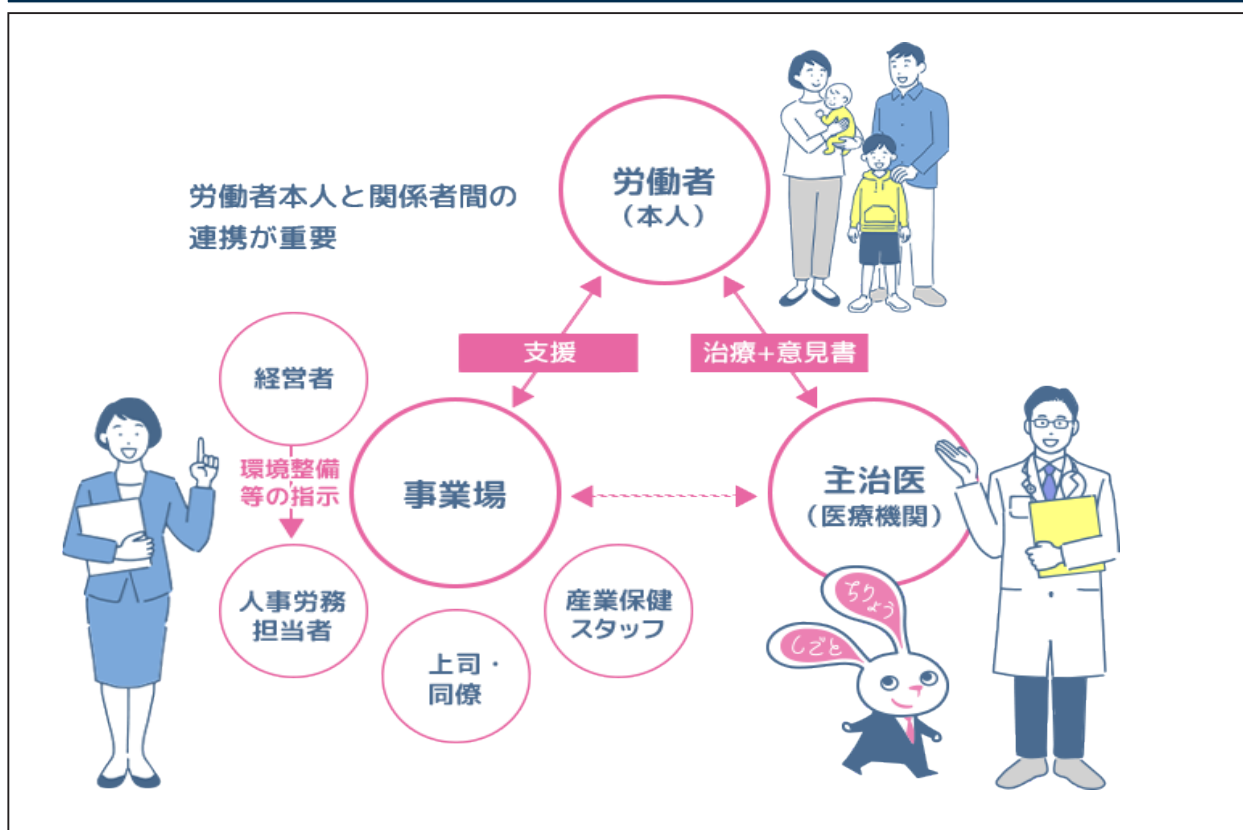 労働者
（本人）
労働者本人と関係者間の
連携が重要
支援
治療+意見書
経営者
環境整備
等の指示
事業場
主治医
（医療機関）
人事労務
担当者
産業保健
スタッフ
上司・
同僚
ちりょう
しごと